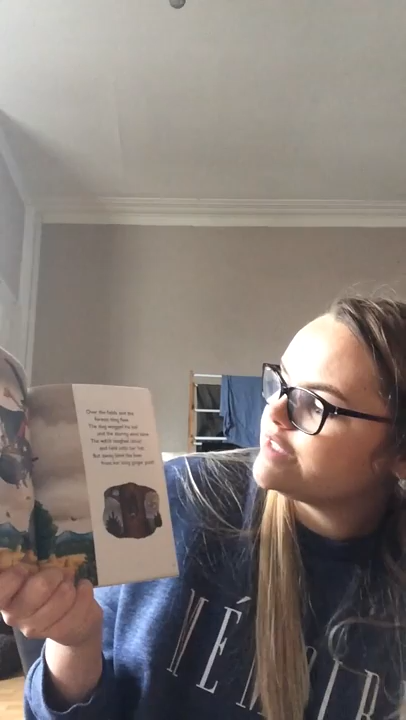 Over the fields and the
forests they flew.
The dog wagged his tail
and the stormy wind blew.
The witch laughed aloud
and held onto her hat,
But away blew the bow
from her long ginger plait!
MÉMOIR